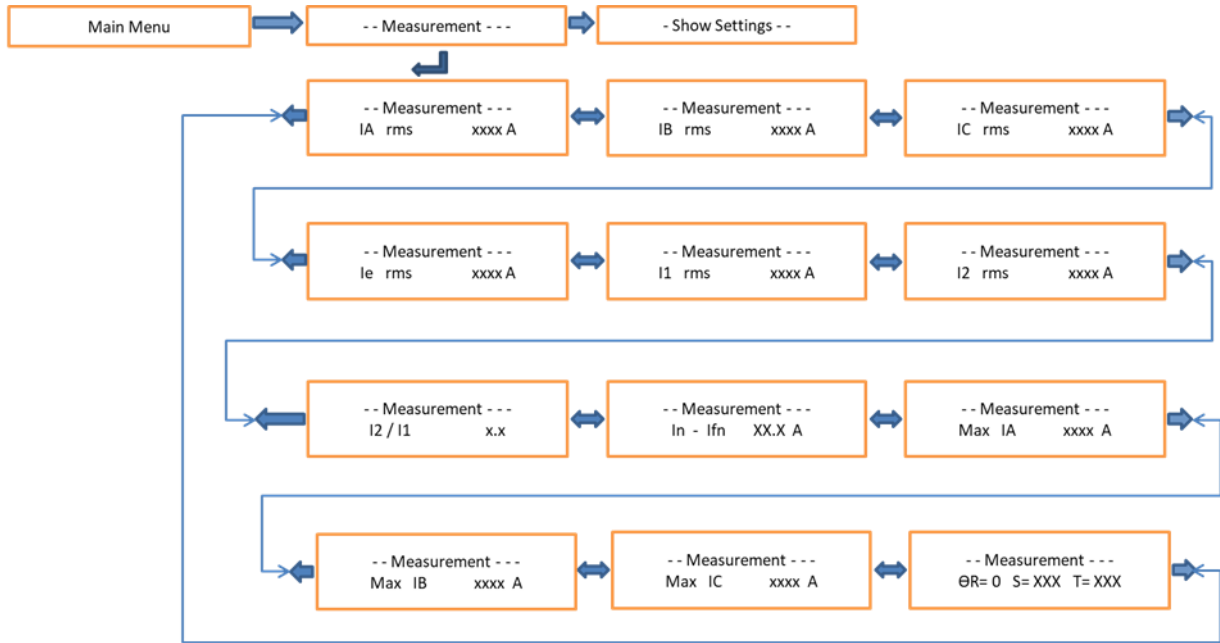 Main Menu
- - Measurement - - -
- Show Settings - -
- - Measurement - - -
IA rms xxxx A
- - Measurement - - -
IB rms xxxx A
- - Measurement - - -
IC rms xxxx A
- - Measurement - - -
Ie rms xxxx A
- - Measurement - - -
I1 rms xxxx A
- - Measurement - - -
I2 rms xxxx A
- - Measurement - - -
I2 / I1 x.x
- - Measurement - - -
In - Ifn XX.X A
- - Measurement - - -
Max IA xxxx A
- - Measurement - - -
Max IB xxxx A
- - Measurement - - -
Max IC xxxx A
- - Measurement - - -
ΘR= 0 S= XXX T= XXX